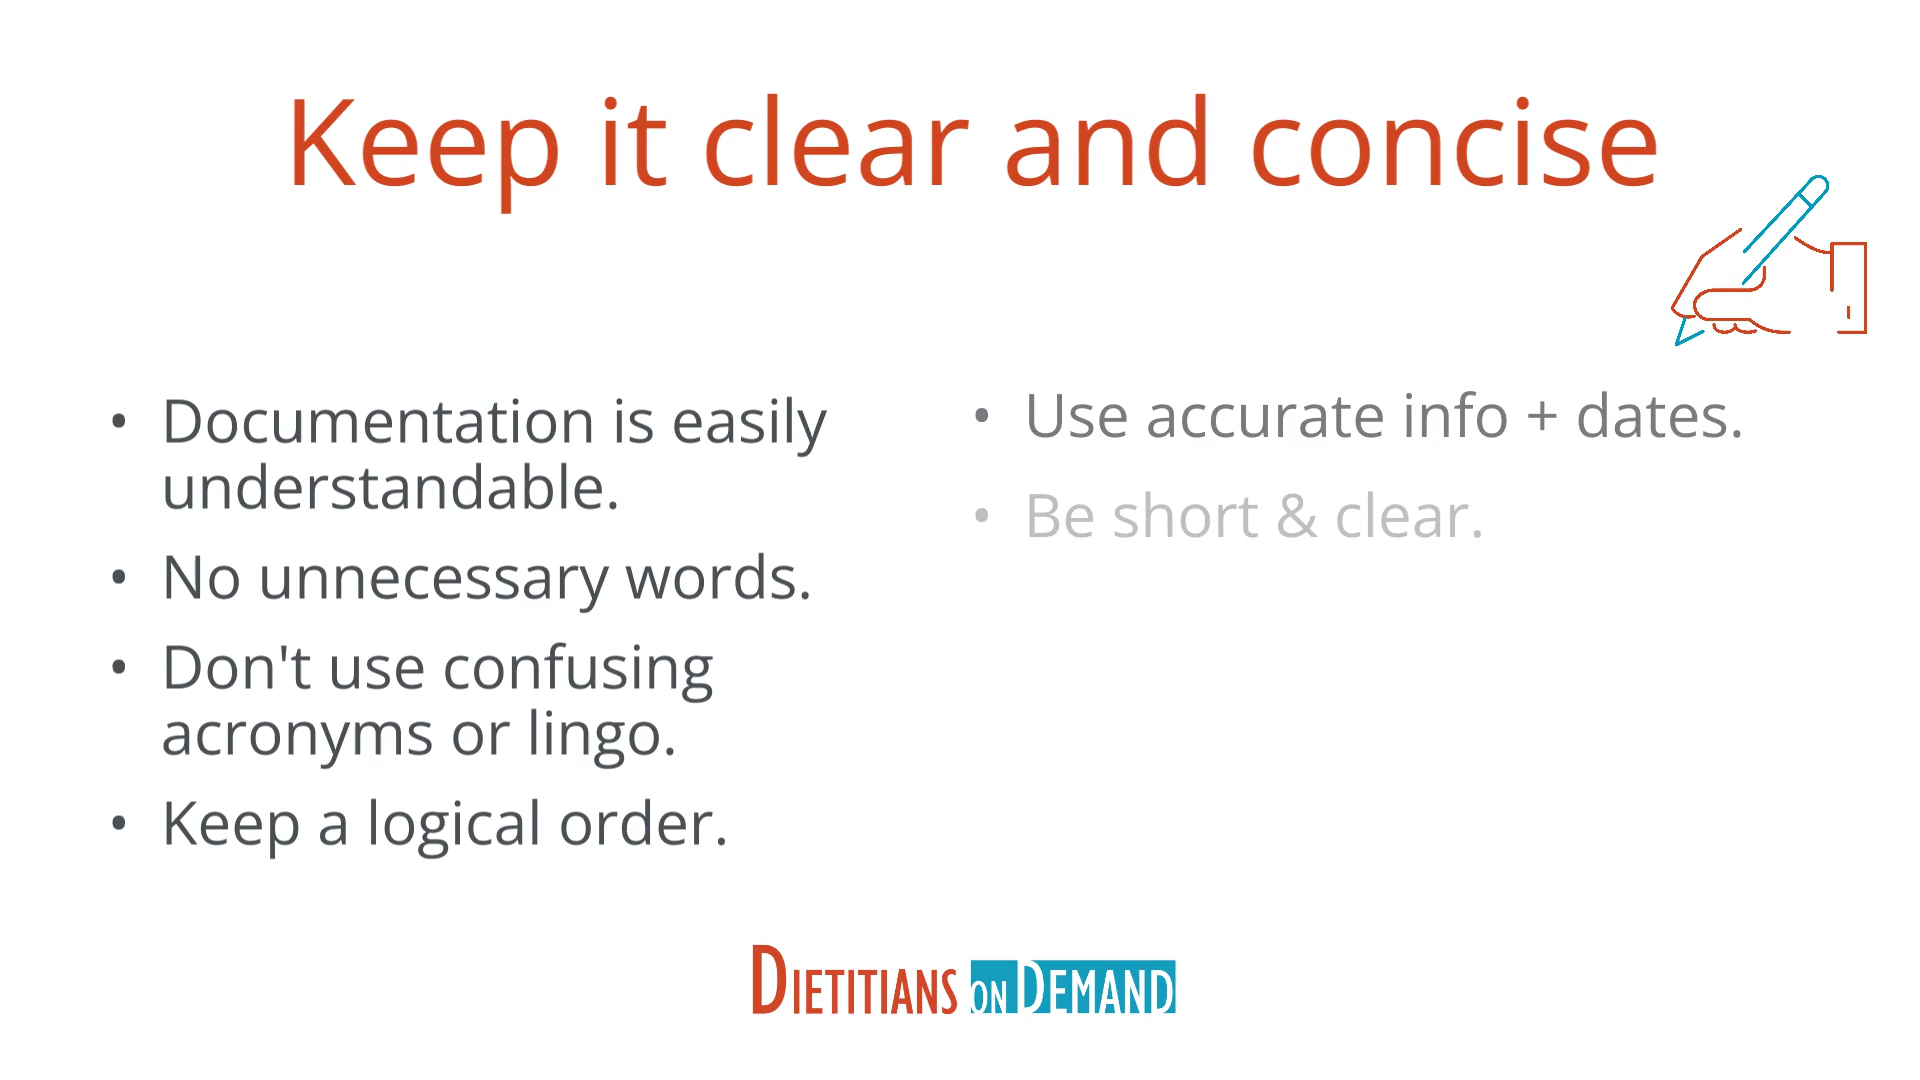 Keep it clear and concise
• Documentation is easily
understandable.
• No unnecessary words.
• Don't use confusing
acronyms or lingo.
• Keep a logical order.
• Use accurate info + dates.
• Be short & clear.
DIETITIANS ON DEMAND